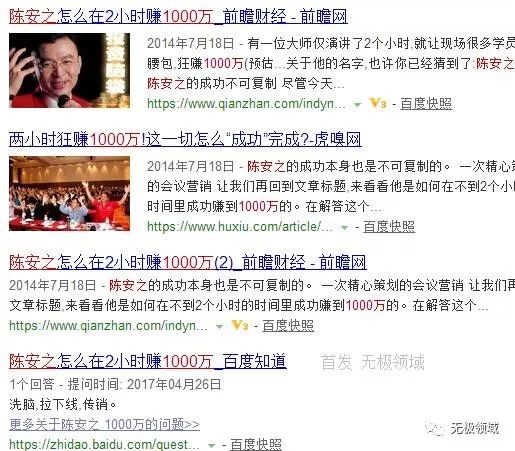 陈安之怎么在2小时赚1000万_前瞻财经 - 前瞻网
2014年7月18日 - 有一位大师仅演讲了2个小时,就让现场很多学员
腰包,狂赚1000万(预估...关于他的名字,也许你已经猜到了:陈安之
陈安之的成功不可复制 尽管今天...
https://www.qianzhan.com/indyn... V3 - 百度快照
两小时狂赚1000万!这一切怎么“成功”完成?-虎嗅网
2014年7月18日 - 陈安之的成功本身也是不可复制的。 一次精心策
的会议营销 让我们再回到文章标题,来看看他是如何在不到2个小
时间里成功赚到1000万的。在解答这个...
https://www.huxiu.com/article/... - 百度快照
陈安之怎么在2小时赚1000万(2)_前瞻财经 - 前瞻网
2014年7月18日 - 陈安之的成功本身也是不可复制的。 一次精心策划的会议营销 让我们
文章标题,来看看他是如何在不到2个小时的时间里成功赚到1000万的。在解答这个...
https://www.qianzhan.com/indyn... V3 - 百度快照
陈安之怎么在2小时赚1000万_百度知道 首发 无极领域
1个回答 - 提问时间: 2017年04月26日
洗脑,拉下线,传销。
更多关于陈安之 1000万的问题>>
https://zhidao.baidu.com/quest... - 百度快照
无极领域